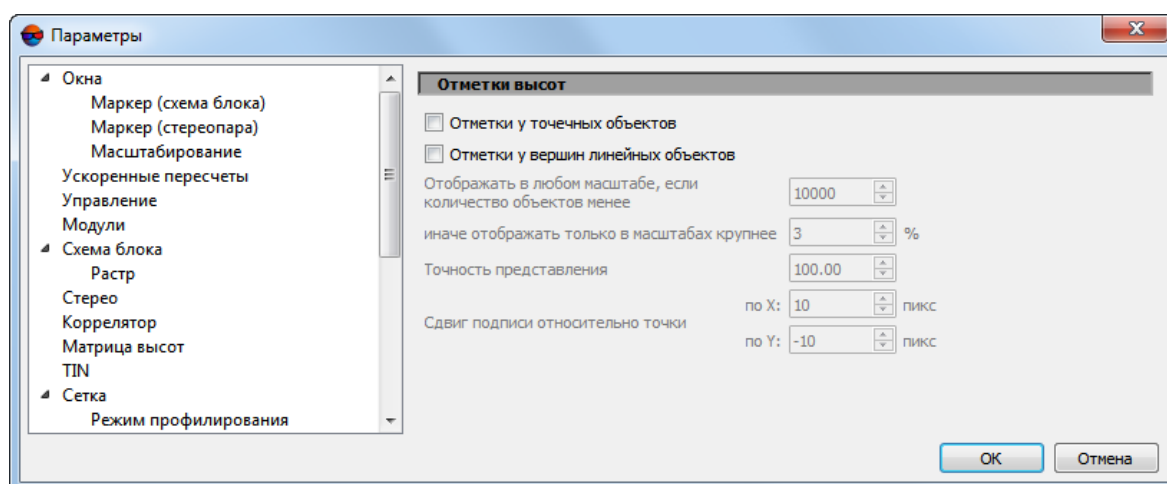 Параметры
Окна
Маркер (схема блока)
Маркер (стереопара)
Масштабирование
Ускоренные пересчеты
Управление
Модули
Схема блока
Растр
Стерео
Коррелятор
Матрица высот
TIN
Сетка
Режим профилирования
Отметки высот
Отметки у точечных объектов
Отметки у вершин линейных объектов
Отображать в любом масштабе, если
количество объектов менее
10000
иначе отображать только в масштабах крупнее 3 %
Точность представления 100.00
Сдвиг подписи относительно точки
по X: 10 пикс
по Y: -10 пикс
OK Отмена